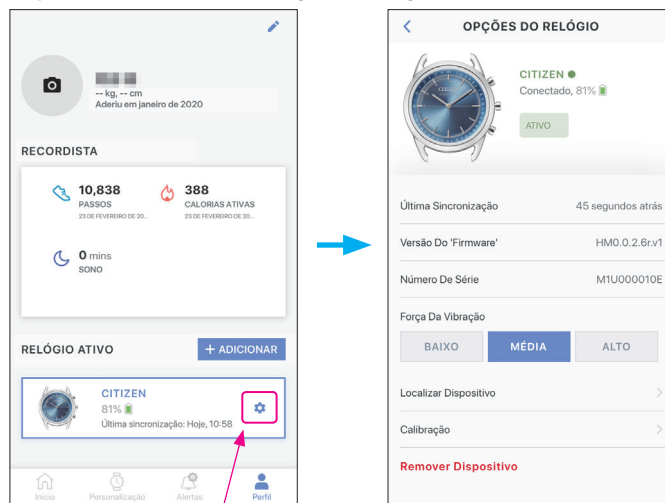 -- kg, -- cm
Aderiu em janeiro de 2020
RECORDISTA
10,838
PASSOS
23 DE FEVEREIRO DE 20...
388
CALORIAS ATIVAS
23 DE FEVEREIRO DE 20...
0 mins
SONO
RELÓGIO ATIVO
+ ADICIONAR
CITIZEN
81%
Última sincronização: Hoje, 10:58
Início
Personalização
Alertas
Perfil
OPÇÕES DO RELÓGIO
CITIZEN
Conectado, 81%
ATIVO
Última Sincronização 45 segundos atrás
Versão Do 'Firmware' HM0.0.2.6r.v1
Número De Série M1U000010E
Força Da Vibração
BAIXO MÉDIA ALTO
Localizar Dispositivo
Calibração
Remover Dispositivo